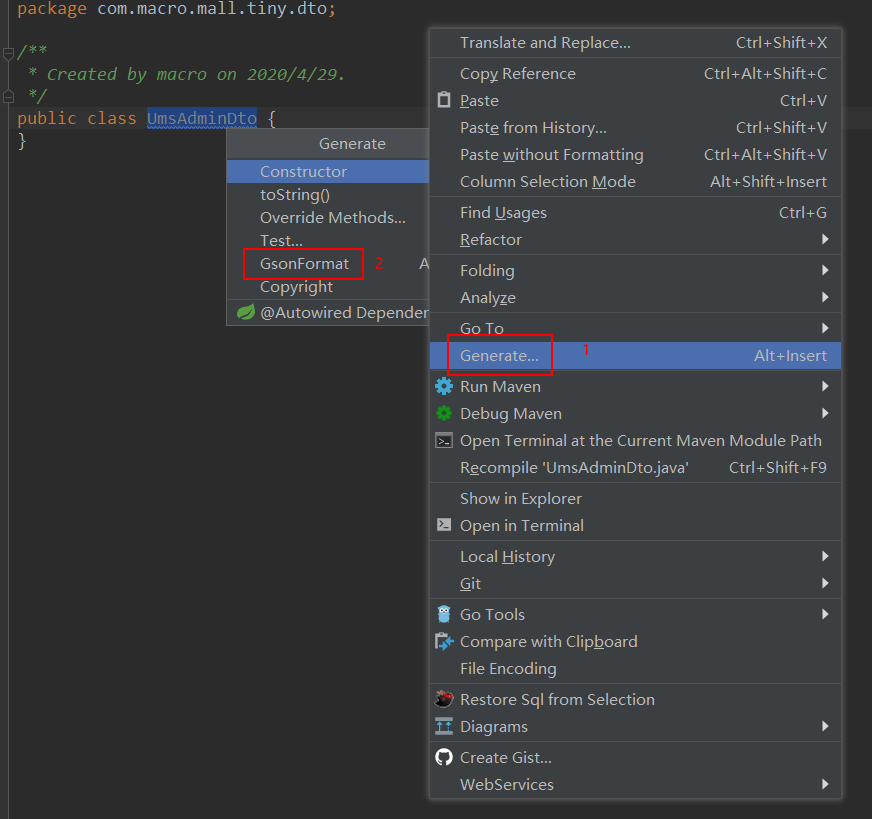 package com.macro.mall.tiny.dto;
/**
* Created by macro on 2020/4/29.
*/
public class UmsAdminDto {
}
Generate
Constructor
toString()
Override Methods...
Test...
GsonFormat 2 A
Copyright
@Autowired Dependen
Translate and Replace... Ctrl+Shift+X
Copy Reference Ctrl+Alt+Shift+C
Paste Ctrl+V
Paste from History... Ctrl+Shift+V
Paste without Formatting Ctrl+Alt+Shift+V
Column Selection Mode Alt+Shift+Insert
Find Usages Ctrl+G
Refactor
Folding
Analyze
Go To
Generate... 1 Alt+Insert
Run Maven
Debug Maven
Open Terminal at the Current Maven Module Path
Recompile 'UmsAdminDto.java' Ctrl+Shift+F9
Show in Explorer
Open in Terminal
Local History
Git
Go Tools
Compare with Clipboard
File Encoding
Restore Sql from Selection
Diagrams
Create Gist...
WebServices